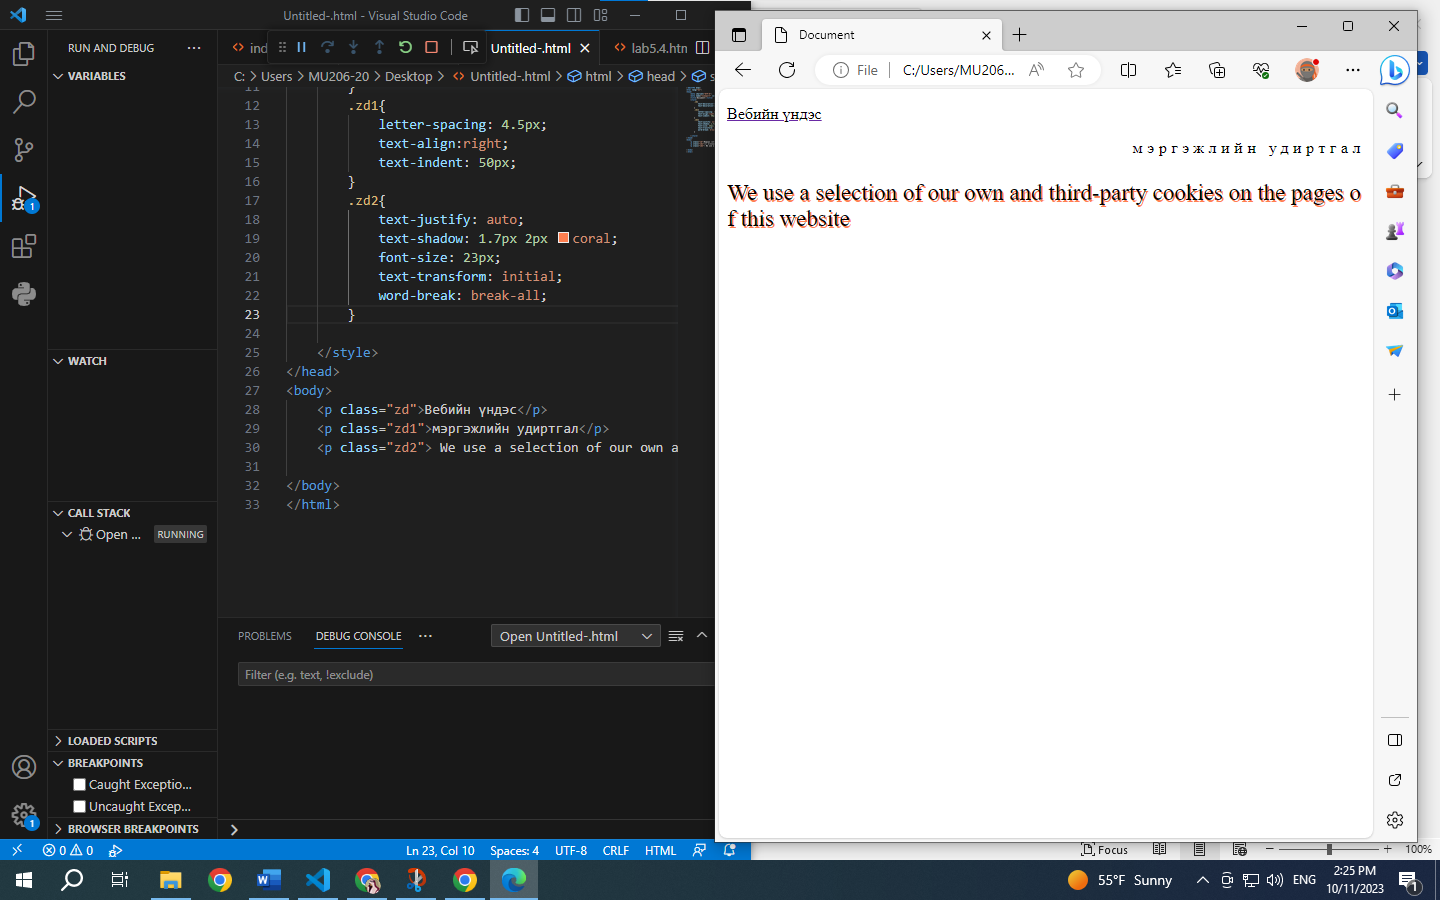 Untitled-.html - Visual Studio Code
RUN AND DEBUG
ind
Untitled-.html
lab5.4.htm
VARIABLES
C: > Users > MU206-20 > Desktop > Untitled-.html > html > head > s
11 }
12 .zd1{
13 letter-spacing: 4.5px;
14 text-align:right;
15 text-indent: 50px;
16 }
17 .zd2{
18 text-justify: auto;
19 text-shadow: 1.7px 2px coral;
20 font-size: 23px;
21 text-transform: initial;
22 word-break: break-all;
23 }
24
25 </style>
26 </head>
27 <body>
28 <p class="zd">Вебийн үндэс</p>
29 <p class="zd1">мэргэжлийн удиртгал</p>
30 <p class="zd2"> We use a selection of our own a
31
32 </body>
33 </html>
WATCH
CALL STACK
Open ...
RUNNING
LOADED SCRIPTS
BREAKPOINTS
Caught Exceptio...
Uncaught Excep...
BROWSER BREAKPOINTS
PROBLEMS
DEBUG CONSOLE
Open Untitled-.html
Filter (e.g. text, !exclude)
1
1
0 0
Ln 23, Col 10
Spaces: 4
UTF-8
CRLF
HTML
Document
File
C:/Users/MU206...
Вебийн үндэс
мэргэжлийн удиртгал
We use a selection of our own and third-party cookies on the pages o
f this website
Focus
100%
55°F Sunny
ENG
2:25 PM
10/11/2023
1